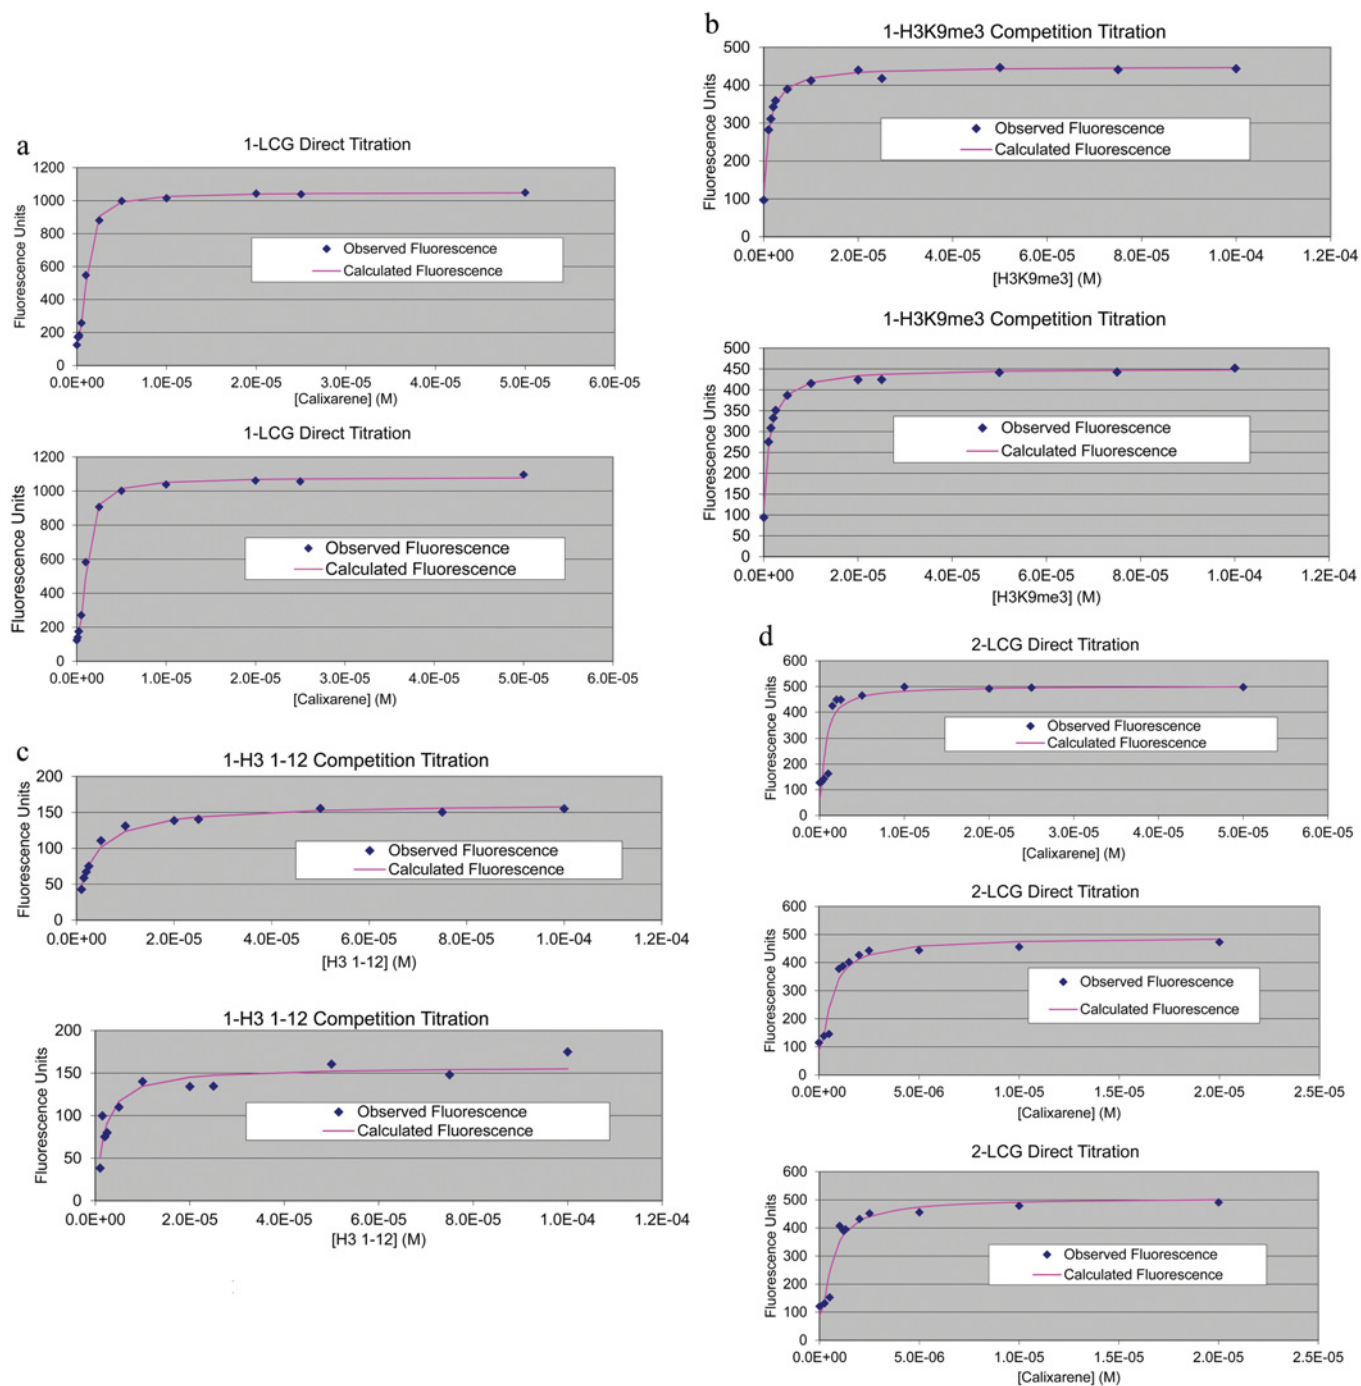 a
1-LCG Direct Titration
Fluorescence Units
1200
1000
800
600
400
200
0
Observed Fluorescence
Calculated Fluorescence
0.0E+00 1.0E-05 2.0E-05 3.0E-05 4.0E-05 5.0E-05 6.0E-05
[Calixarene] (M)
1-LCG Direct Titration
Fluorescence Units
1200
1000
800
600
400
200
0
Observed Fluorescence
Calculated Fluorescence
0.0E+00 1.0E-05 2.0E-05 3.0E-05 4.0E-05 5.0E-05 6.0E-05
[Calixarene] (M)
b
1-H3K9me3 Competition Titration
Fluorescence Units
500
400
300
200
100
0
Observed Fluorescence
Calculated Fluorescence
0.0E+00 2.0E-05 4.0E-05 6.0E-05 8.0E-05 1.0E-04 1.2E-04
[H3K9me3] (M)
1-H3K9me3 Competition Titration
Fluorescence Units
500
450
400
350
300
250
200
150
100
50
0
Observed Fluorescence
Calculated Fluorescence
0.0E+00 2.0E-05 4.0E-05 6.0E-05 8.0E-05 1.0E-04 1.2E-04
[H3K9me3] (M)
c
1-H3 1-12 Competition Titration
Fluorescence Units
200
150
100
50
0
Observed Fluorescence
Calculated Fluorescence
0.0E+00 2.0E-05 4.0E-05 6.0E-05 8.0E-05 1.0E-04 1.2E-04
[H3 1-12] (M)
1-H3 1-12 Competition Titration
Fluorescence Units
200
150
100
50
0
Observed Fluorescence
Calculated Fluorescence
0.0E+00 2.0E-05 4.0E-05 6.0E-05 8.0E-05 1.0E-04 1.2E-04
[H3 1-12] (M)
d
2-LCG Direct Titration
Fluorescence Units
600
500
400
300
200
100
0
Observed Fluorescence
Calculated Fluorescence
0.0E+00 1.0E-05 2.0E-05 3.0E-05 4.0E-05 5.0E-05 6.0E-05
[Calixarene] (M)
2-LCG Direct Titration
Fluorescence Units
600
500
400
300
200
100
0
Observed Fluorescence
Calculated Fluorescence
0.0E+00 5.0E-06 1.0E-05 1.5E-05 2.0E-05 2.5E-05
[Calixarene] (M)
2-LCG Direct Titration
Fluorescence Units
600
500
400
300
200
100
0
Observed Fluorescence
Calculated Fluorescence
0.0E+00 5.0E-06 1.0E-05 1.5E-05 2.0E-05 2.5E-05
[Calixarene] (M)